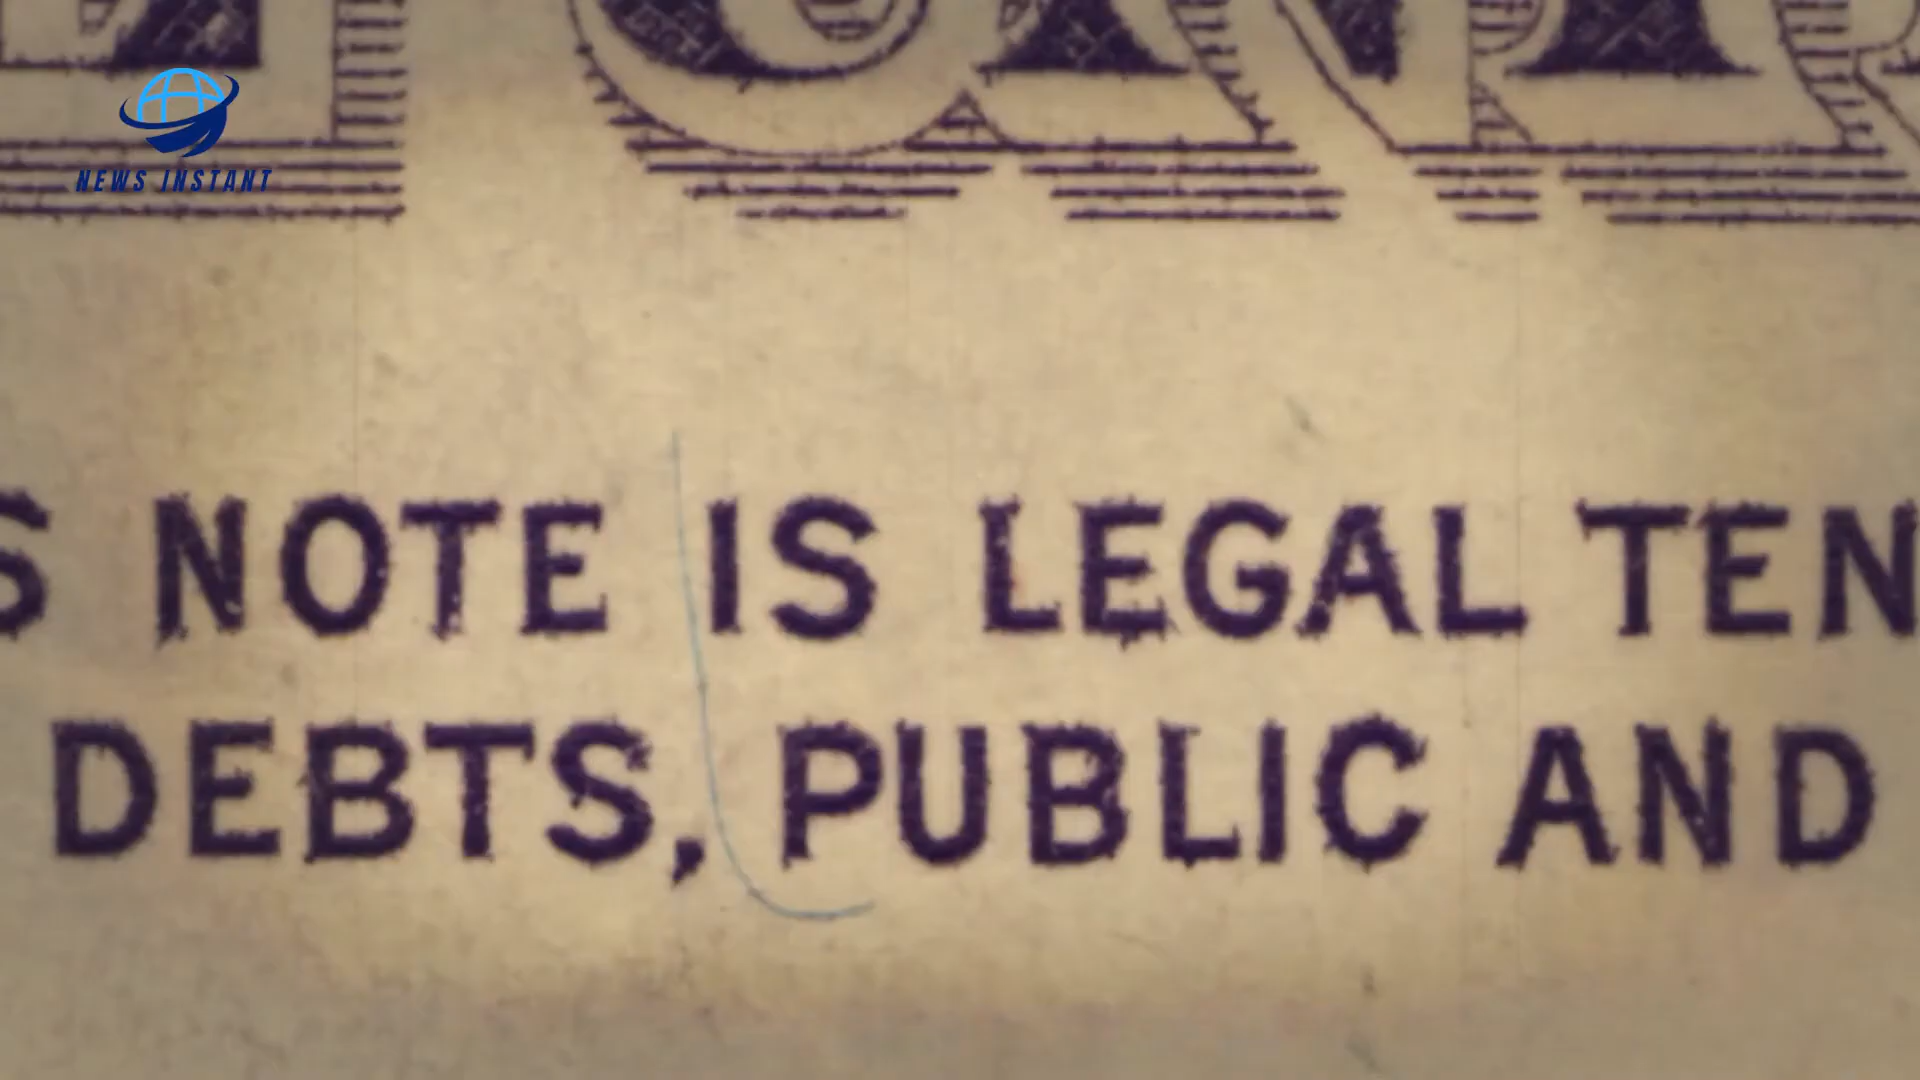 NEWS INSTANT
S NOTE IS LEGAL TEN
DEBTS, PUBLIC AND